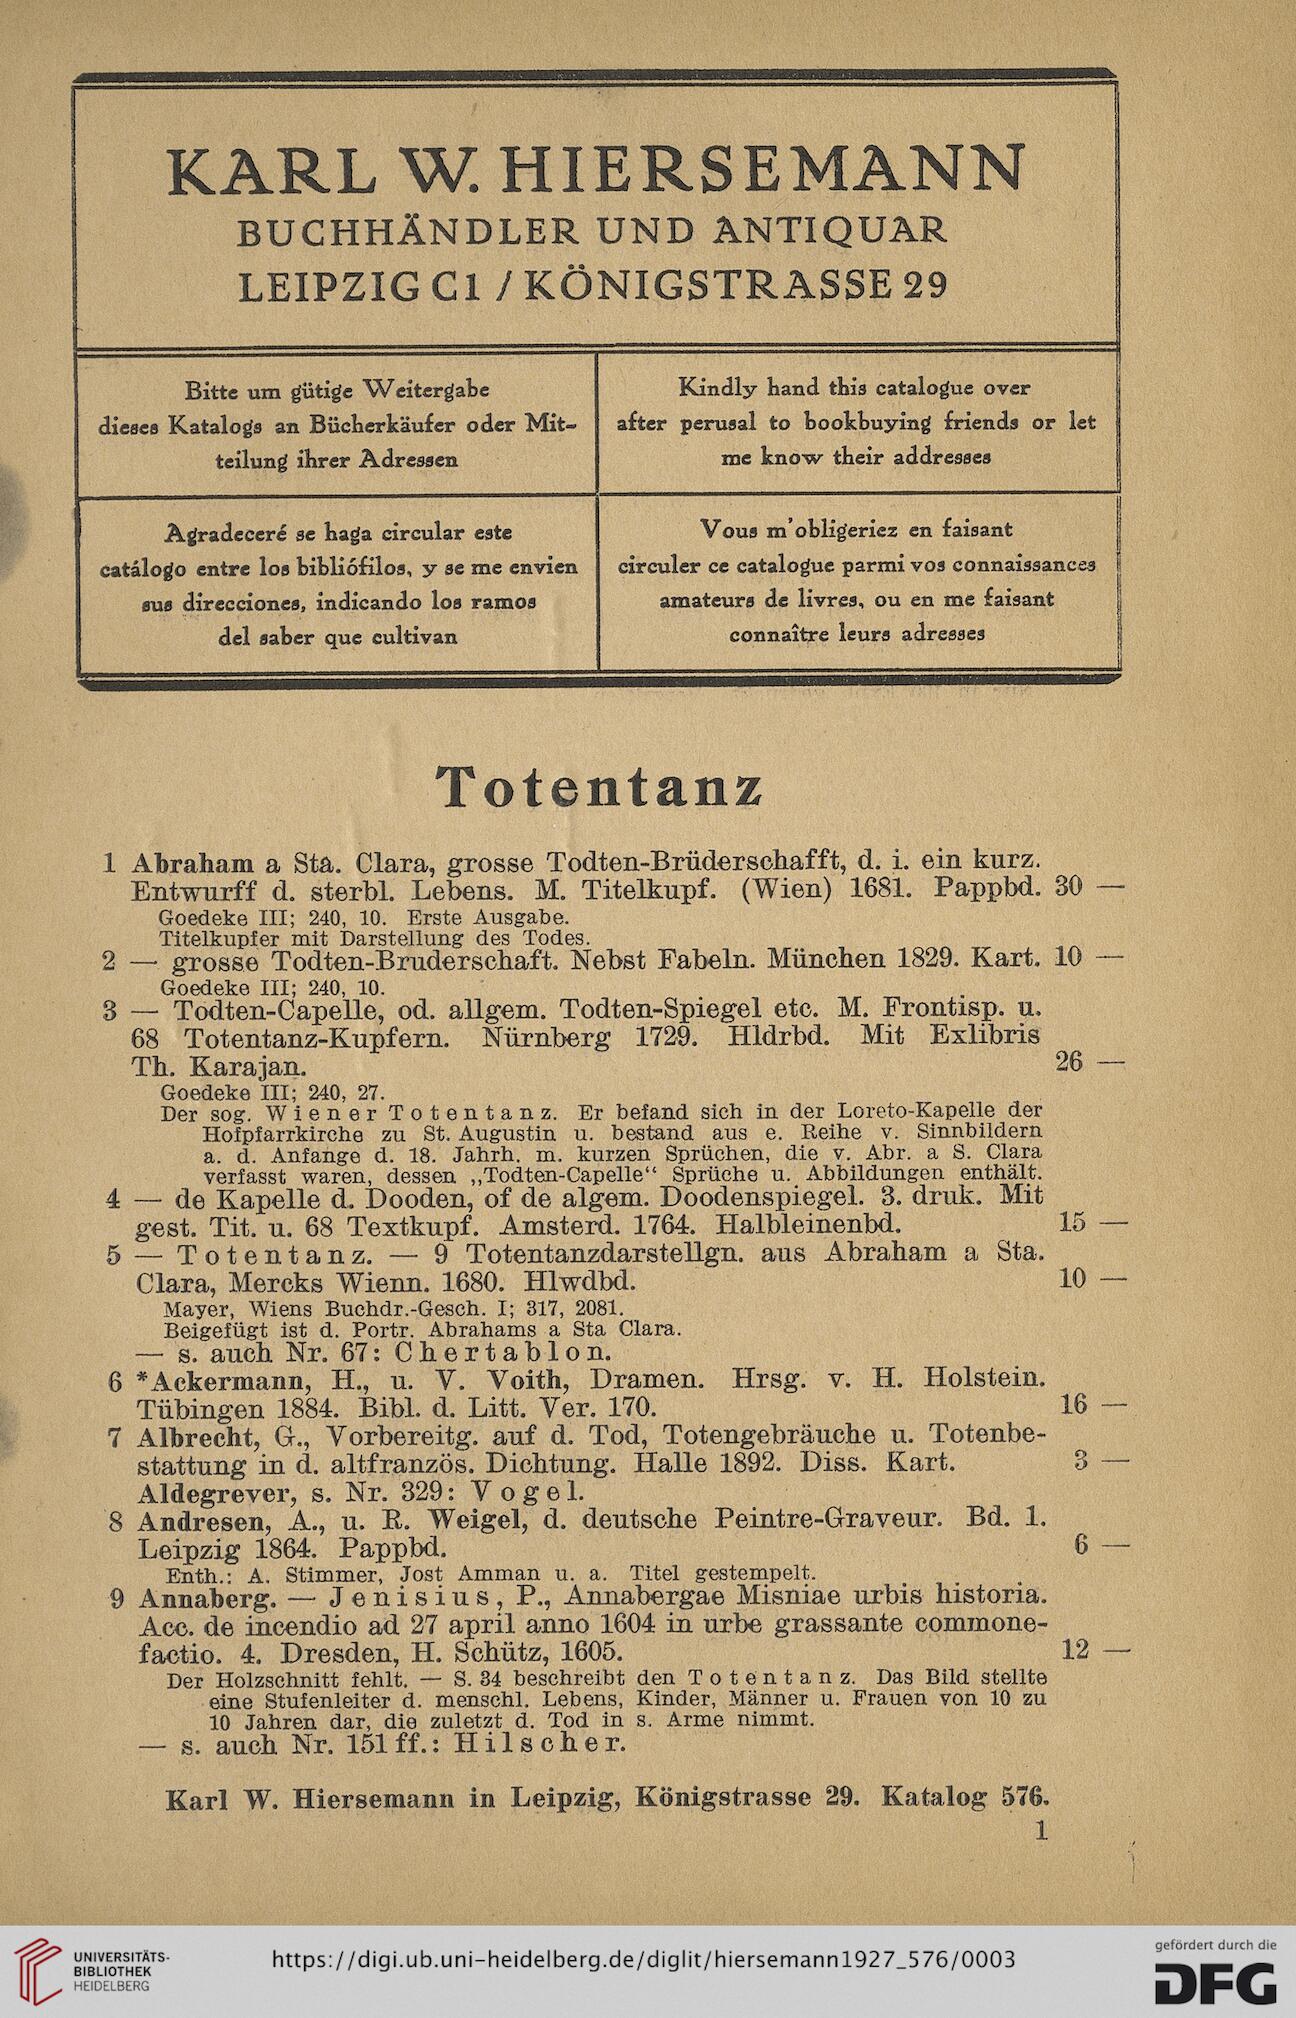 KARL W. HIERSEMANN
BUCHHÄNDLER UND ANTIQUAR
LEIPZIG C1 / KÖNIGSTRASSE 29
Bitte um gütige Weitergabe
dieses Katalogs an Bücherkäufer oder Mit-
teilung ihrer Adressen
Kindly hand this catalogue over
after perusal to bookbuying friends or let
me know their addresses
Agradeceré se haga circular este
catálogo entre los bibliófilos, y se me envien
sus direcciones, indicando los ramos
del saber que cultivan
Vous m'obligeriez en faisant
circuler ce catalogue parmi vos connaissances
amateurs de livres, ou en me faisant
connaître leurs adresses
Totentanz
1 Abraham a Sta. Clara, grosse Todten-Brüderschafft, d. i. ein kurz.
Entwurff d. sterbl. Lebens. M. Titelkupf. (Wien) 1681. Pappbd. 30 —
Goedeke III; 240, 10. Erste Ausgabe.
Titelkupfer mit Darstellung des Todes.
2 — grosse Todten-Bruderschaft. Nebst Fabeln. München 1829. Kart. 10 —
Goedeke III; 240, 10.
3 — Todten-Capelle, od. allgem. Todten-Spiegel etc. M. Frontisp. u.
68 Totentanz-Kupfern. Nürnberg 1729. Hldrbd. Mit Exlibris
Th. Karajan. 26 —
Goedeke III; 240, 27.
Der sog. Wiener Totentanz. Er befand sich in der Loreto-Kapelle der
Hofpfarrkirche zu St. Augustin u. bestand aus e. Reihe v. Sinnbildern
a. d. Anfange d. 18. Jahrh. m. kurzen Sprüchen, die v. Abr. a S. Clara
verfasst waren, dessen „Todten-Capelle“ Sprüche u. Abbildungen enthält.
4 — de Kapelle d. Dooden, of de algem. Doodenspiegel. 3. druk. Mit
gest. Tit. u. 68 Textkupf. Amsterd. 1764. Halbleinenbd. 15 —
5 — Totentanz. — 9 Totentanzdarstellgn. aus Abraham a Sta.
Clara, Mercks Wienn. 1680. Hlwdbd. 10 —
Mayer, Wiens Buchdr.-Gesch. I; 317, 2081.
Beigefügt ist d. Portr. Abrahams a Sta Clara.
— s. auch Nr. 67: Chertablon.
6 *Ackermann, H., u. V. Voith, Dramen. Hrsg. v. H. Holstein.
Tübingen 1884. Bibl. d. Litt. Ver. 170. 16 —
7 Albrecht, G., Vorbereitg. auf d. Tod, Totengebräuche u. Totenbe-
stattung in d. altfranzös. Dichtung. Halle 1892. Diss. Kart. 3 —
Aldegrever, s. Nr. 329: Vogel.
8 Andresen, A., u. R. Weigel, d. deutsche Peintre-Graveur. Bd. 1.
Leipzig 1864. Pappbd. 6 —
Enth.: A. Stimmer, Jost Amman u. a. Titel gestempelt.
9 Annaberg. — Jenisius, P., Annabergae Misniae urbis historia.
Acc. de incendio ad 27 april anno 1604 in urbe grassante commone-
factio. 4. Dresden, H. Schütz, 1605. 12 —
Der Holzschnitt fehlt. — S. 34 beschreibt den Totentanz. Das Bild stellte
eine Stufenleiter d. menschl. Lebens, Kinder, Männer u. Frauen von 10 zu
10 Jahren dar, die zuletzt d. Tod in s. Arme nimmt.
— s. auch Nr. 151 ff.: Hilscher.
Karl W. Hiersemann in Leipzig, Königstrasse 29. Katalog 576.
1
UNIVERSITÄTS-
BIBLIOTHEK
HEIDELBERG
https://digi.ub.uni-heidelberg.de/diglit/hiersemann1927_576/0003
gefördert durch die
DFG